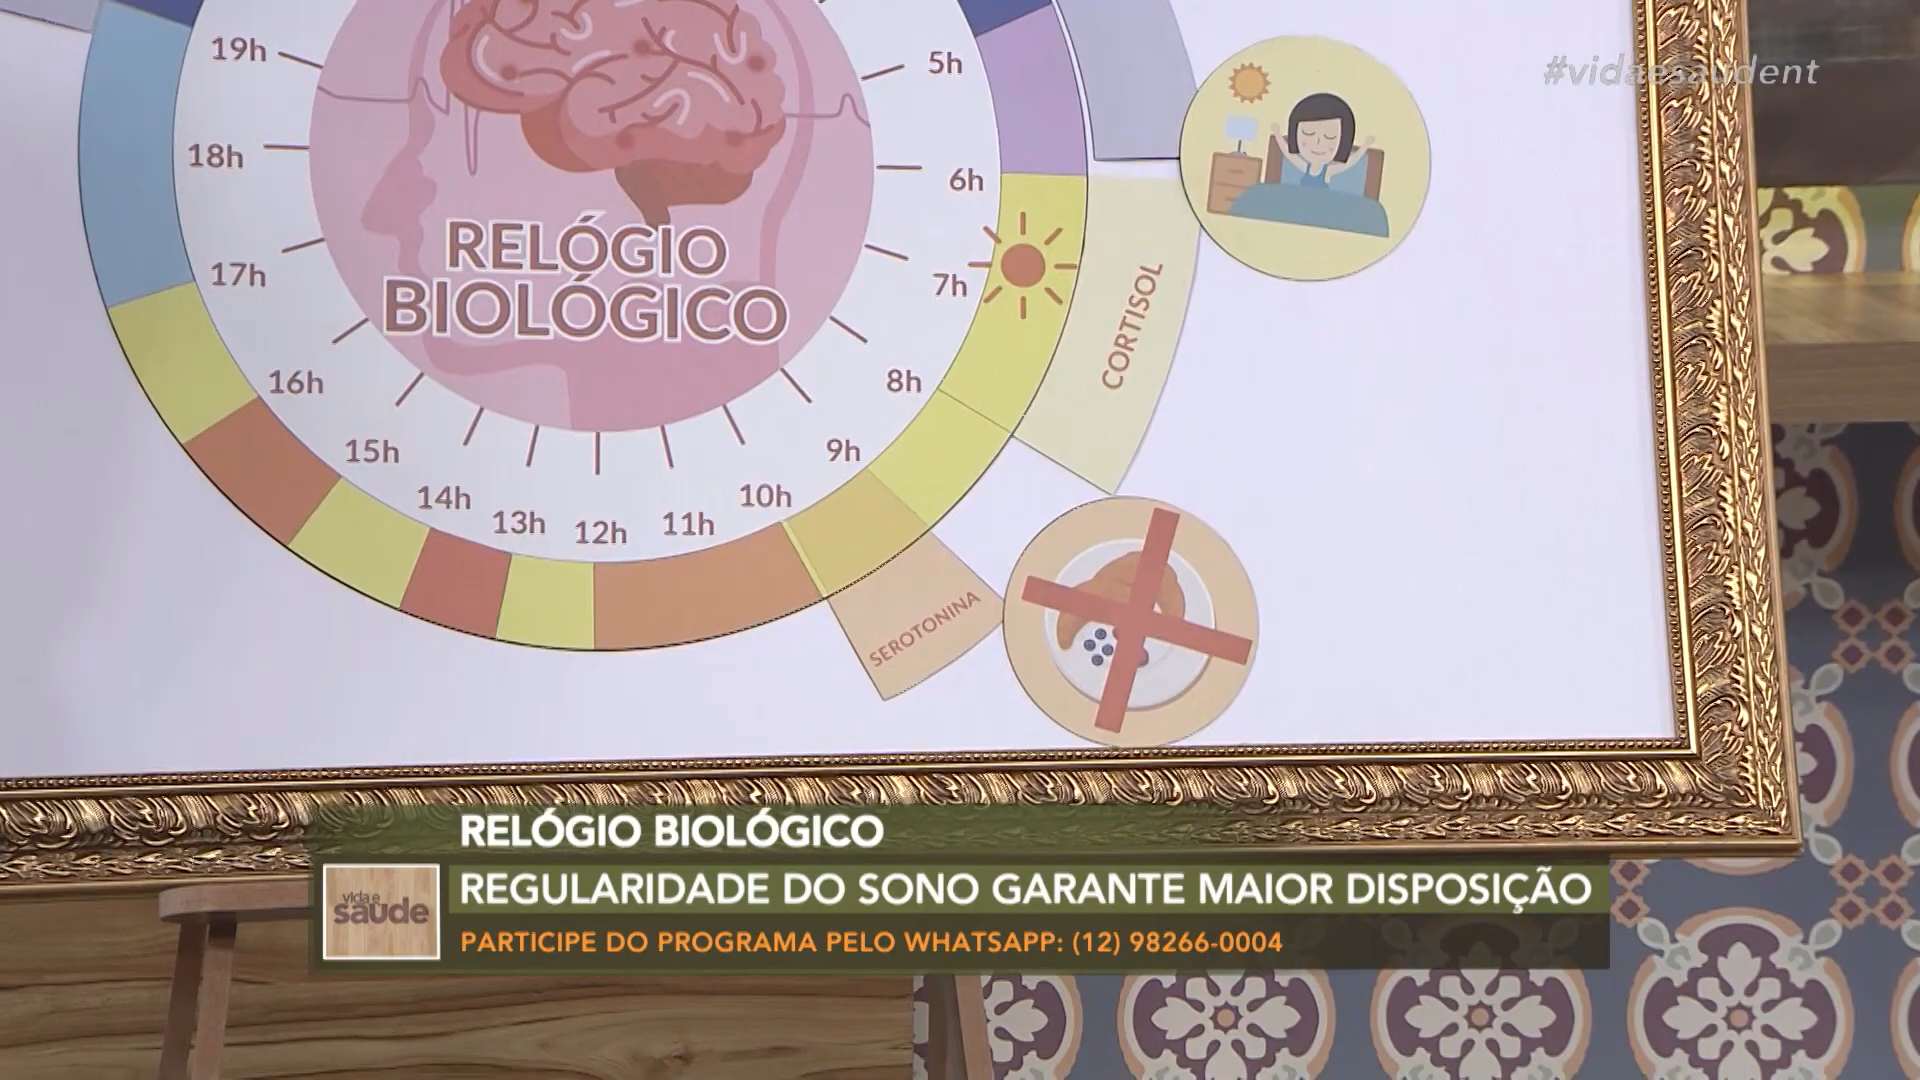 #vidaesaudent
19h
5h
18h
6h
17h
7h
16h
8h
15h
9h
14h
10h
13h
12h
11h
RELÓGIO
BIOLÓGICO
CORTISOL
SEROTONINA
RELÓGIO BIOLÓGICO
vida e
saúde
REGULARIDADE DO SONO GARANTE MAIOR DISPOSIÇÃO
PARTICIPE DO PROGRAMA PELO WHATSAPP: (12) 98266-0004